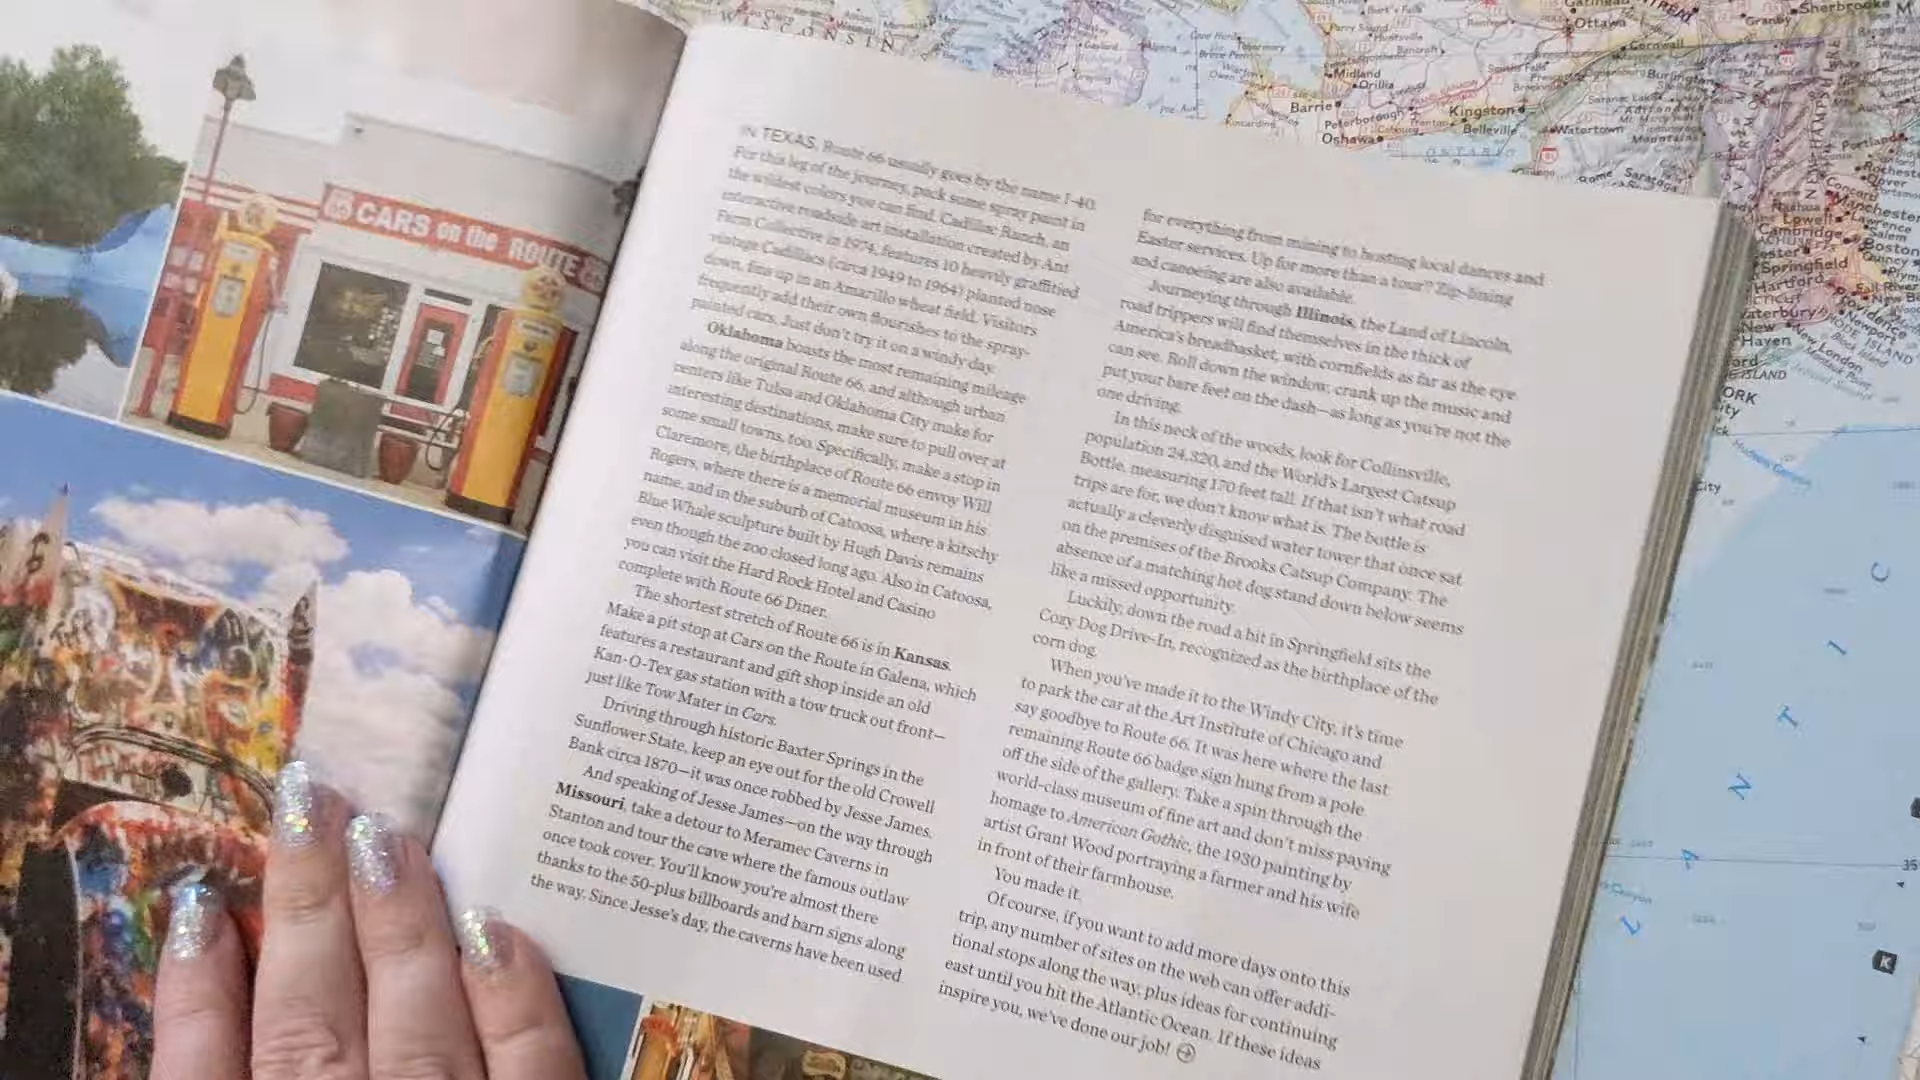 CARS on the ROUTE
IN TEXAS, Route 66 usually goes by the name I-40.
For this leg of the journey, pack some spray paint in
the wildest colors you can find. Cadillac Ranch, an
interactive roadside art installation created by Ant
Farm Collective in 1974, features 10 heavily graffitied
vintage Cadillacs (circa 1949 to 1964) planted nose
down, fins up in an Amarillo wheat field. Visitors
frequently add their own flourishes to the spray-
painted cars. Just don't try it on a windy day.
Oklahoma boasts the most remaining mileage
along the original Route 66, and although urban
centers like Tulsa and Oklahoma City make for
interesting destinations, make sure to pull over at
some small towns, too. Specifically, make a stop in
Claremore, the birthplace of Route 66 envoy Will
Rogers, where there is a memorial museum in his
name, and in the suburb of Catoosa, where a kitschy
Blue Whale sculpture built by Hugh Davis remains
even though the zoo closed long ago. Also in Catoosa,
you can visit the Hard Rock Hotel and Casino
complete with Route 66 Diner.
The shortest stretch of Route 66 is in Kansas.
Make a pit stop at Cars on the Route in Galena, which
features a restaurant and gift shop inside an old
Kan-O-Tex gas station with a tow truck out front—
just like Tow Mater in Cars.
Driving through historic Baxter Springs in the
Sunflower State, keep an eye out for the old Crowell
Bank circa 1870—it was once robbed by Jesse James.
And speaking of Jesse James—on the way through
Missouri, take a detour to Meramec Caverns in
Stanton and tour the cave where the famous outlaw
once took cover. You'll know you're almost there
thanks to the 50-plus billboards and barn signs along
the way. Since Jesse's day, the caverns have been used
for everything from mining to hosting local dances and
Easter services. Up for more than a tour? Zip-lining
and canoeing are also available.
Journeying through Illinois, the Land of Lincoln,
road trippers will find themselves in the thick of
America's breadbasket, with cornfields as far as the eye
can see. Roll down the window, crank up the music and
put your bare feet on the dash—as long as you're not the
one driving.
In this neck of the woods, look for Collinsville,
population 24,320, and the World's Largest Catsup
Bottle, measuring 170 feet tall. If that isn't what road
trips are for, we don't know what is. The bottle is
actually a cleverly disguised water tower that once sat
on the premises of the Brooks Catsup Company. The
absence of a matching hot dog stand down below seems
like a missed opportunity.
Luckily, down the road a bit in Springfield sits the
Cozy Dog Drive-In, recognized as the birthplace of the
corn dog.
When you've made it to the Windy City, it's time
to park the car at the Art Institute of Chicago and
say goodbye to Route 66. It was here where the last
remaining Route 66 badge sign hung from a pole
off the side of the gallery. Take a spin through the
world-class museum of fine art and don't miss paying
homage to American Gothic, the 1930 painting by
artist Grant Wood portraying a farmer and his wife
in front of their farmhouse.
You made it.
Of course, if you want to add more days onto this
trip, any number of sites on the web can offer addi-
tional stops along the way, plus ideas for continuing
east until you hit the Atlantic Ocean. If these ideas
inspire you, we've done our job!
WISCONSIN
Midland
Orillia
Barrie
Peterborough
Oshawa
Kingston
Belleville
Watertown
Ottawa
Cornwall
Granby
Sherbrooke
Burlington
ONTARIO
Concord
Manchester
Lowell
Cambridge
Boston
Springfield
Hartford
Providence
Newport
New London
New
Haven
City
35
K